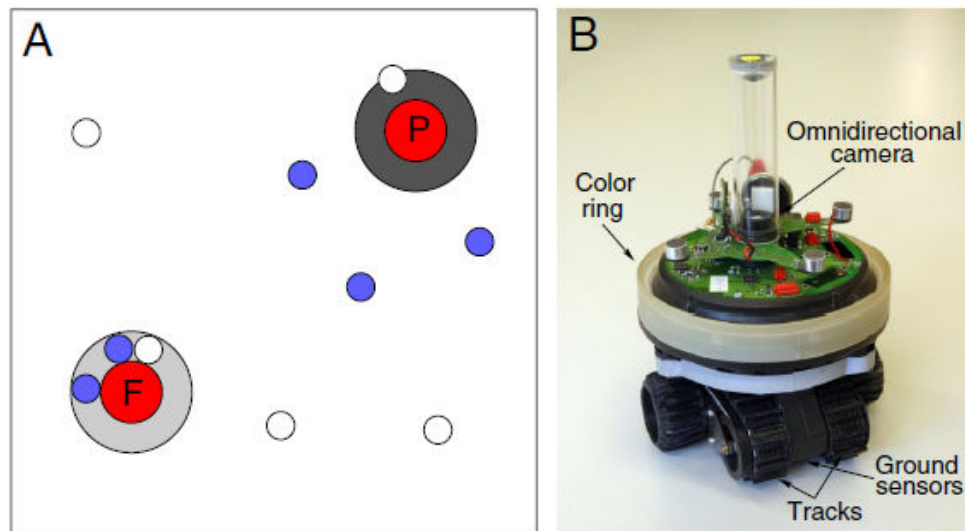 A
P
F
B
Omnidirectional
camera
Color
ring
Ground
sensors
Tracks